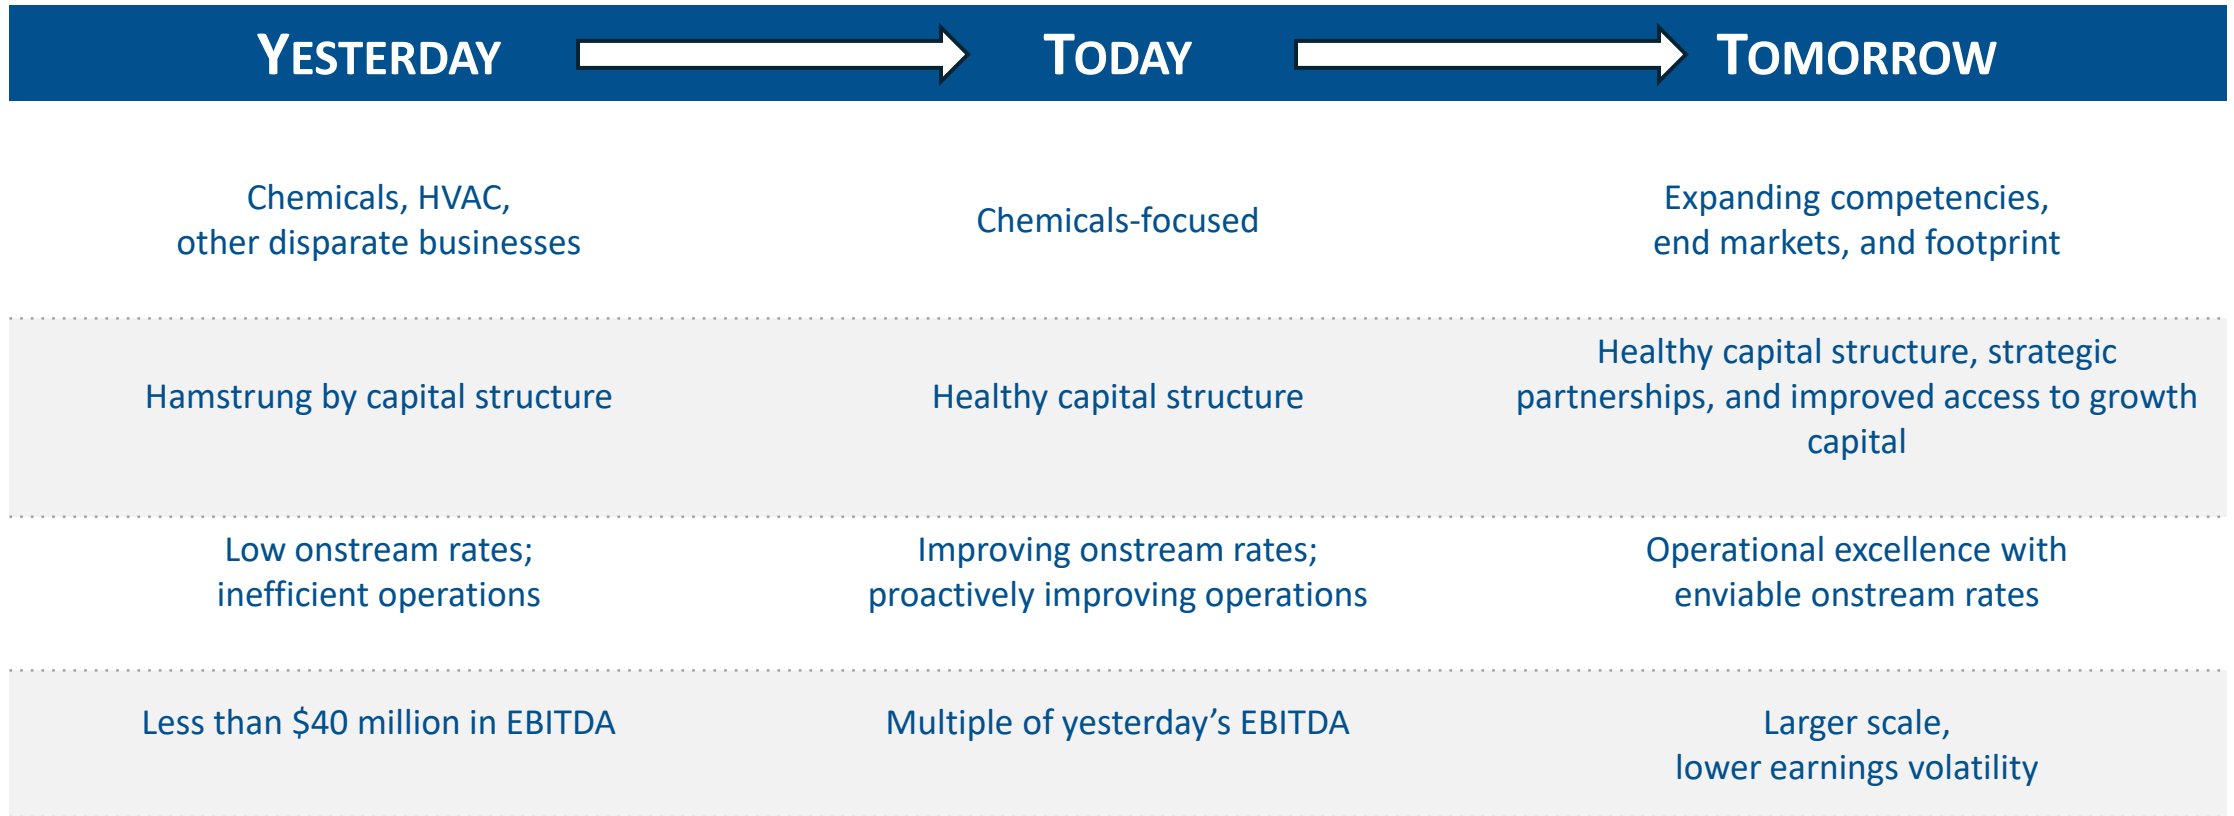 YESTERDAY
TODAY
TOMORROW
Chemicals, HVAC,
other disparate businesses
Chemicals-focused
Expanding competencies,
end markets, and footprint
Hamstrung by capital structure
Healthy capital structure
Healthy capital structure, strategic
partnerships, and improved access to growth
capital
Low onstream rates;
inefficient operations
Improving onstream rates;
proactively improving operations
Operational excellence with
enviable onstream rates
Less than $40 million in EBITDA
Multiple of yesterday’s EBITDA
Larger scale,
lower earnings volatility